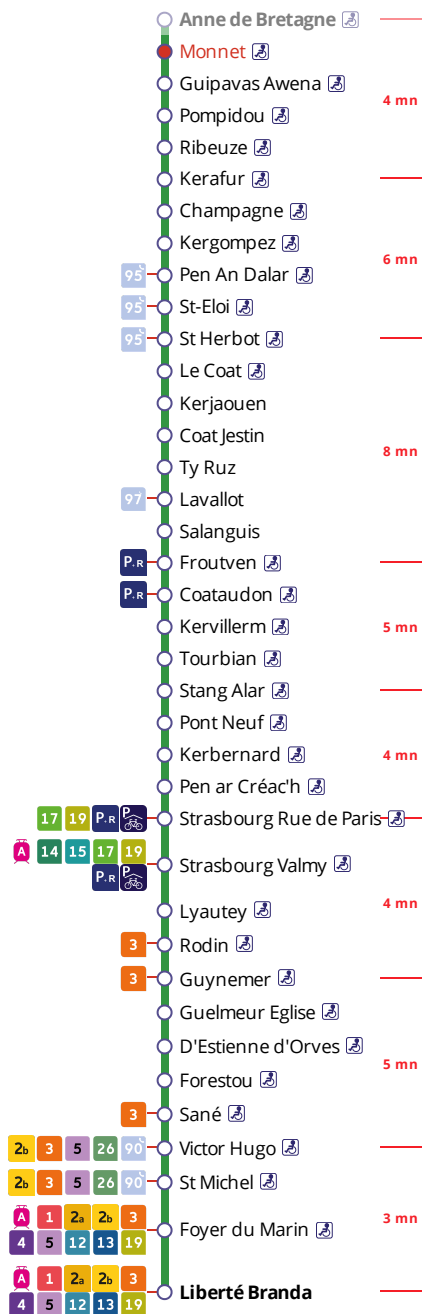 Anne de Bretagne
Monnet
Guipavas Awena
4 mn
Pompidou
Ribeuze
Kerafur
Champagne
Kergompez
6 mn
95 Pen An Dalar
95 St-Eloi
95 St Herbot
Le Coat
Kerjaouen
Coat Jestin
8 mn
Ty Ruz
97 Lavallot
Salanguis
P.R Froutven
P.R Coataudon
Kervillerm
5 mn
Tourbian
Stang Alar
Pont Neuf
Kerbernard
4 mn
Pen ar Créac'h
17 19 P.R P Strasbourg Rue de Paris
A 14 15 17 19
Strasbourg Valmy
P.R P
Lyautey
4 mn
3 Rodin
3 Guynemer
Guelmeur Eglise
D'Estienne d'Orves
5 mn
Forestou
3 Sané
2b 3 5 26 90 Victor Hugo
2b 3 5 26 90 St Michel
A 1 2a 2b 3
Foyer du Marin
3 mn
4 5 12 13 19
A 1 2a 2b 3
Liberté Branda
4 5 12 13 19